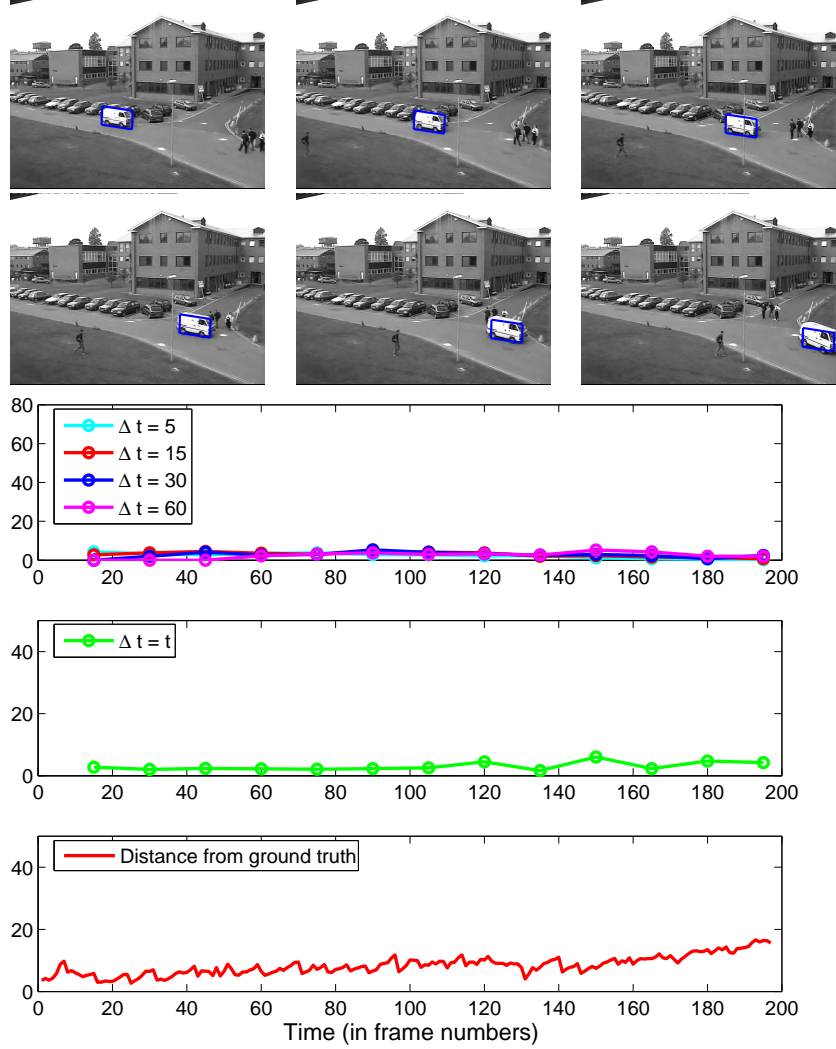 80
60
40
20
0
Δ t = 5
Δ t = 15
Δ t = 30
Δ t = 60
0 20 40 60 80 100 120 140 160 180 200
40
20
0
Δ t = t
0 20 40 60 80 100 120 140 160 180 200
40
20
0
Distance from ground truth
0 20 40 60 80 100 120 140 160 180 200
Time (in frame numbers)